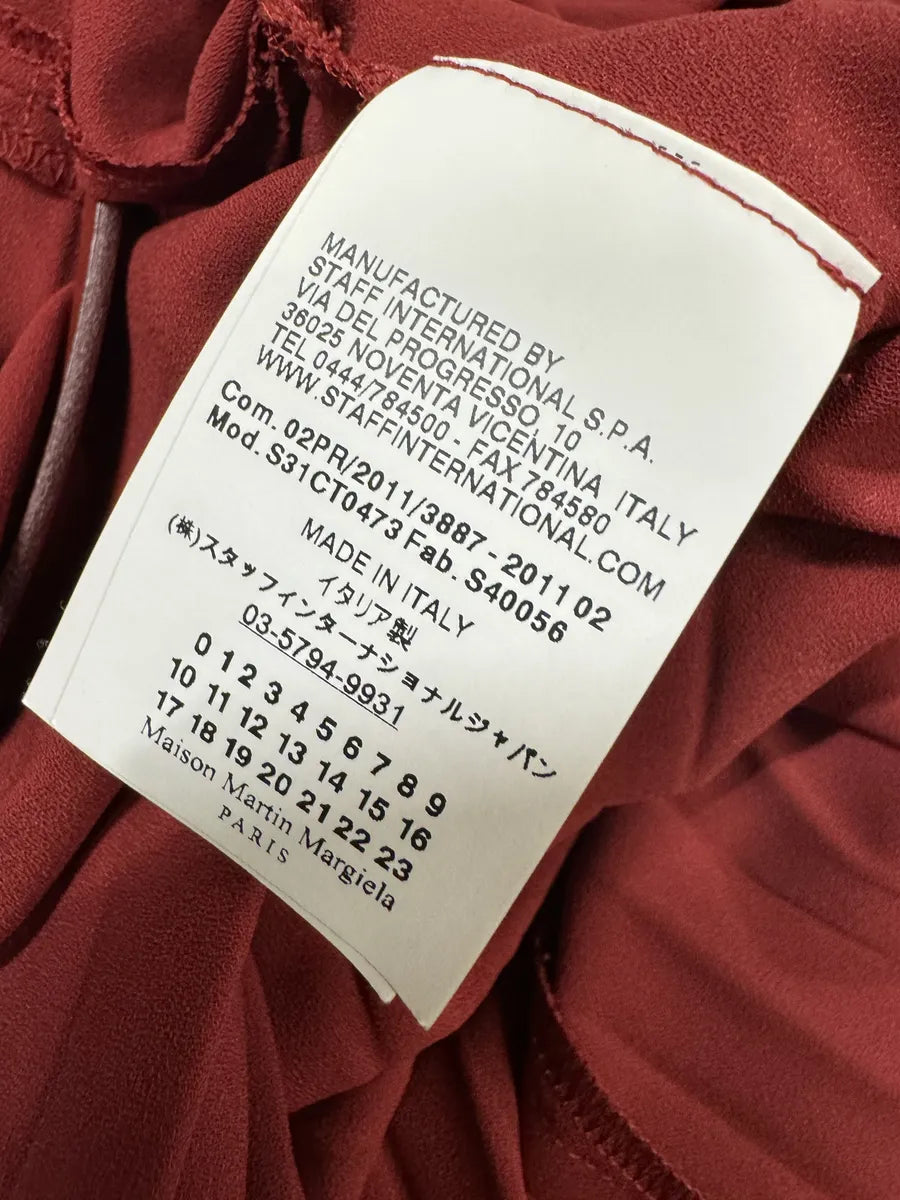 MANUFACTURED BY
STAFF INTERNATIONAL S.P.A.
VIA DEL PROGRESSO, 10
36025 NOVENTA VICENTINA ITALY
TEL 0444/784500 - FAX 784580
WWW.STAFFINTERNATIONAL.COM
Com. 02PR/2011/3887 - 2011 02
Mod. S31CT0473 Fab. S40056
MADE IN ITALY
イタリア製
(株)スタッフインターナショナルジャパン
03-5794-9931
0 1 2 3 4 5 6 7 8 9
10 11 12 13 14 15 16
17 18 19 20 21 22 23
Maison Martin Margiela
PARIS